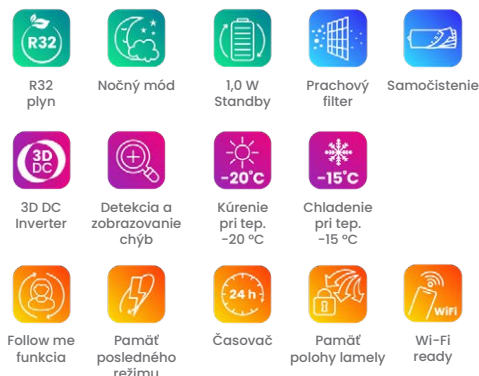 R32
R32
plyn
Nočný mód
1,0 W
Standby
Prachový
filter
Samočistenie
3D
DC
3D DC
Inverter
Detekcia a
zobrazovanie
chýb
-20°C
Kúrenie
pri tep.
-20 °C
-15°C
Chladenie
pri tep.
-15 °C
Follow me
funkcia
Pamäť
posledného
režimu
24 h
Časovač
Pamäť
polohy lamely
WiFi
Wi-Fi
ready